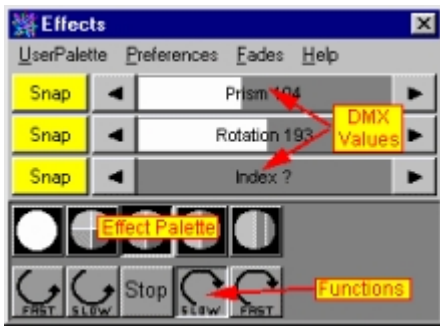 Effects
UserPalette Preferences Fades Help
Snap Prism 104
Snap Rotation 193
DMX Values
Snap Index ?
Effect Palette
FAST SLOW Stop SLOW FAST
Functions